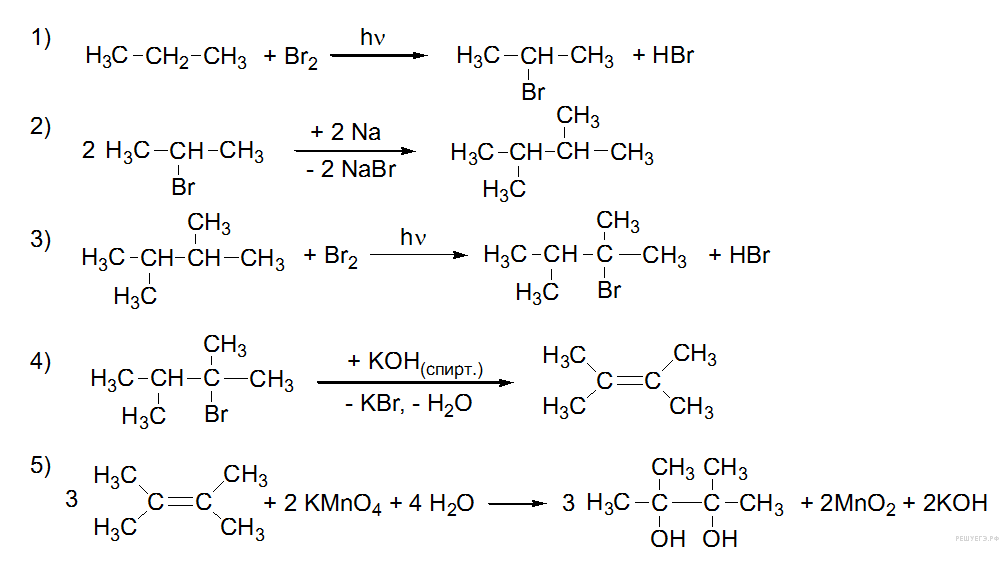 1) H₃C-CH₂-CH₃ + Br₂ hν H₃C-CH-CH₃ + HBr
Br
2) 2 H₃C-CH-CH₃ + 2 Na CH₃
Br - 2 NaBr H₃C-CH-CH-CH₃
H₃C
3) CH₃ CH₃
H₃C-CH-CH-CH₃ + Br₂ hν H₃C-CH-C-CH₃ + HBr
H₃C H₃C Br
4) CH₃ + KOH(спирт.) H₃C CH₃
H₃C-CH-C-CH₃ - KBr, - H₂O C=C
H₃C Br H₃C CH₃
5) H₃C CH₃ CH₃ CH₃
3 C=C + 2 KMnO₄ + 4 H₂O 3 H₃C-C-C-CH₃ + 2MnO₂ + 2KOH
H₃C CH₃ OH OH
РЕШУЕГЭ.РФ